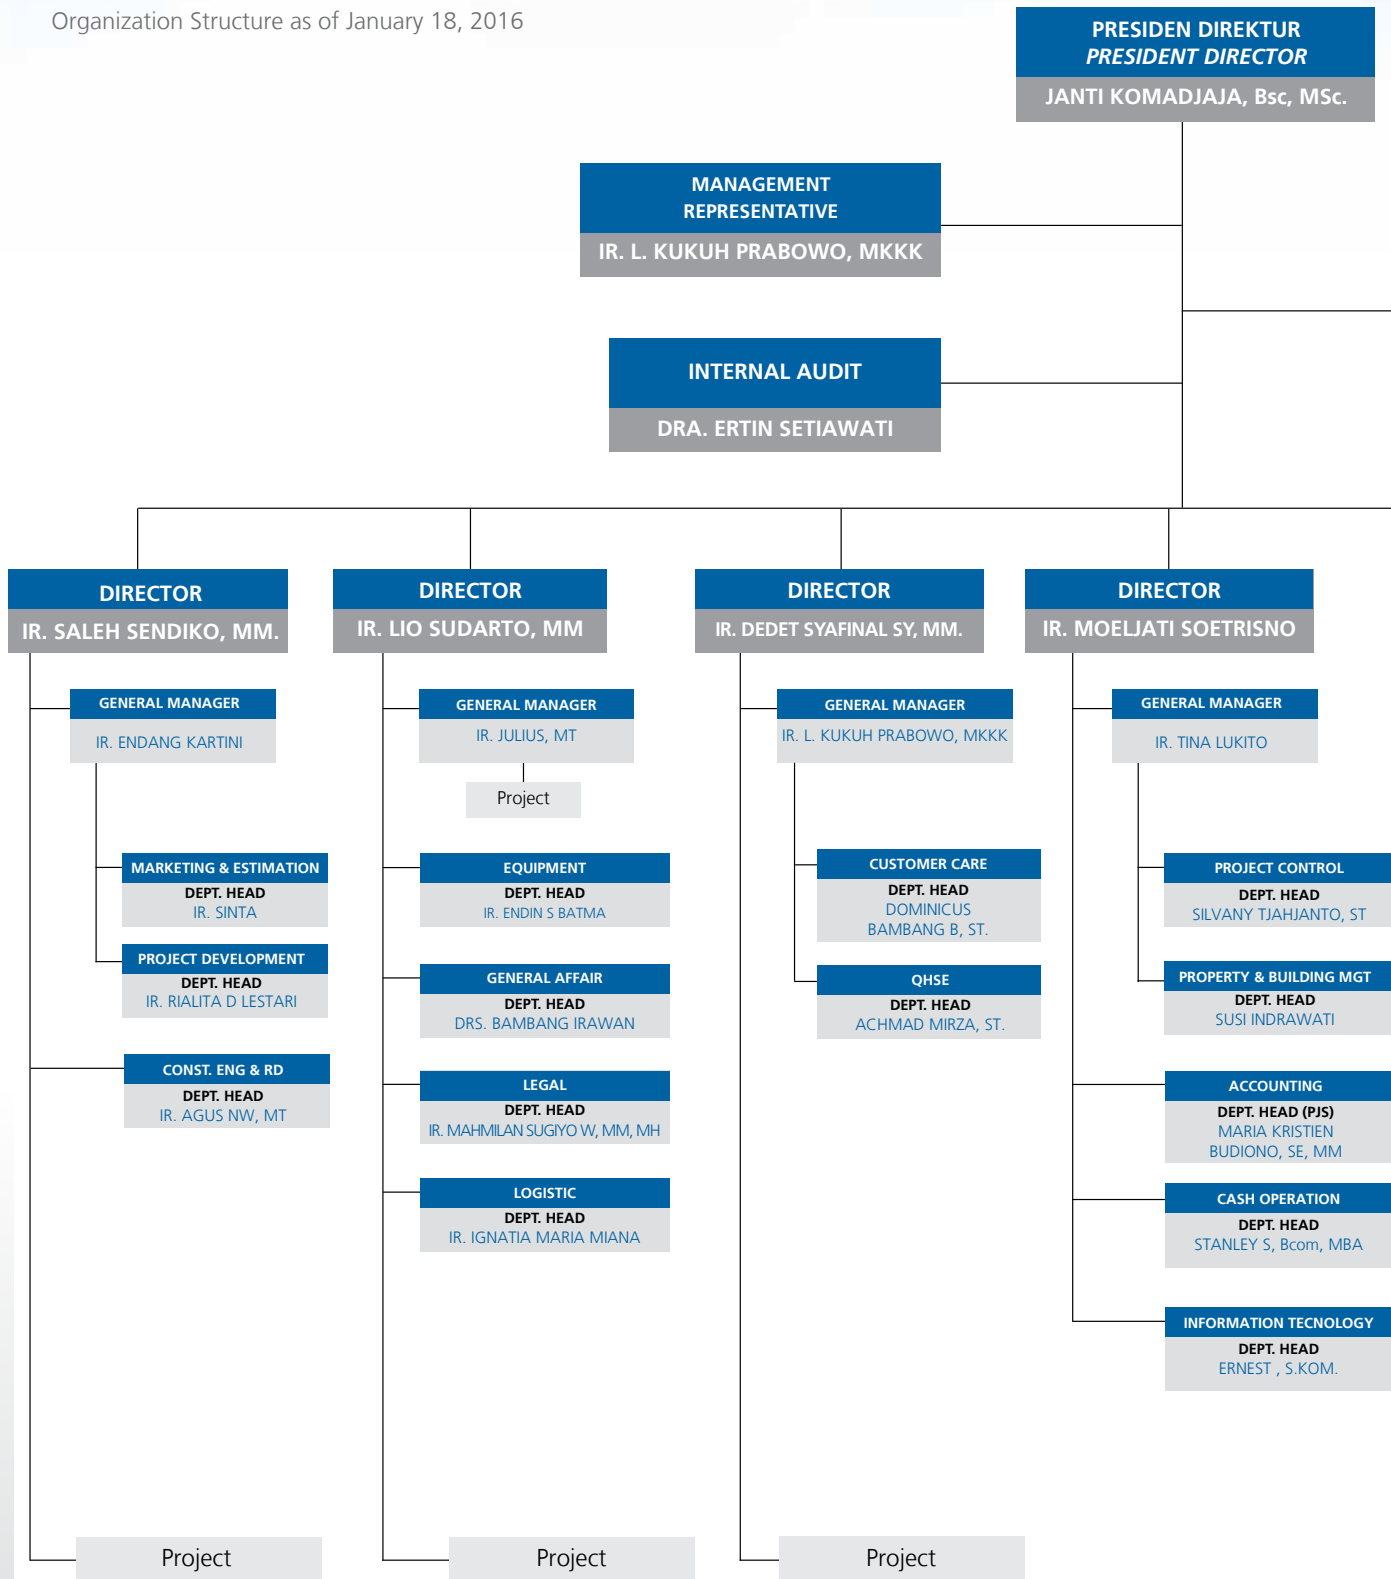 Organization Structure as of January 18, 2016
PRESIDEN DIREKTUR
PRESIDENT DIRECTOR
JANTI KOMADJAJA, Bsc, MSc.
MANAGEMENT
REPRESENTATIVE
IR. L. KUKUH PRABOWO, MKKK
INTERNAL AUDIT
DRA. ERTIN SETIAWATI
DIRECTOR
IR. SALEH SENDIKO, MM.
GENERAL MANAGER
IR. ENDANG KARTINI
MARKETING & ESTIMATION
DEPT. HEAD
IR. SINTA
PROJECT DEVELOPMENT
DEPT. HEAD
IR. RIALITA D LESTARI
CONST. ENG & RD
DEPT. HEAD
IR. AGUS NW, MT
Project
DIRECTOR
IR. LIO SUDARTO, MM
GENERAL MANAGER
IR. JULIUS, MT
Project
EQUIPMENT
DEPT. HEAD
IR. ENDIN S BATMA
GENERAL AFFAIR
DEPT. HEAD
DRS. BAMBANG IRAWAN
LEGAL
DEPT. HEAD
IR. MAHMILAN SUGIYO W, MM, MH
LOGISTIC
DEPT. HEAD
IR. IGNATIA MARIA MIANA
Project
DIRECTOR
IR. DEDET SYAFINAL SY, MM.
GENERAL MANAGER
IR. L. KUKUH PRABOWO, MKKK
CUSTOMER CARE
DEPT. HEAD
DOMINICUS
BAMBANG B, ST.
QHSE
DEPT. HEAD
ACHMAD MIRZA, ST.
Project
DIRECTOR
IR. MOELJATI SOETRISNO
GENERAL MANAGER
IR. TINA LUKITO
PROJECT CONTROL
DEPT. HEAD
SILVANY TJAHJANTO, ST
PROPERTY & BUILDING MGT
DEPT. HEAD
SUSI INDRAWATI
ACCOUNTING
DEPT. HEAD (PJS)
MARIA KRISTIEN
BUDIONO, SE, MM
CASH OPERATION
DEPT. HEAD
STANLEY S, Bcom, MBA
INFORMATION TECNOLOGY
DEPT. HEAD
ERNEST , S.KOM.